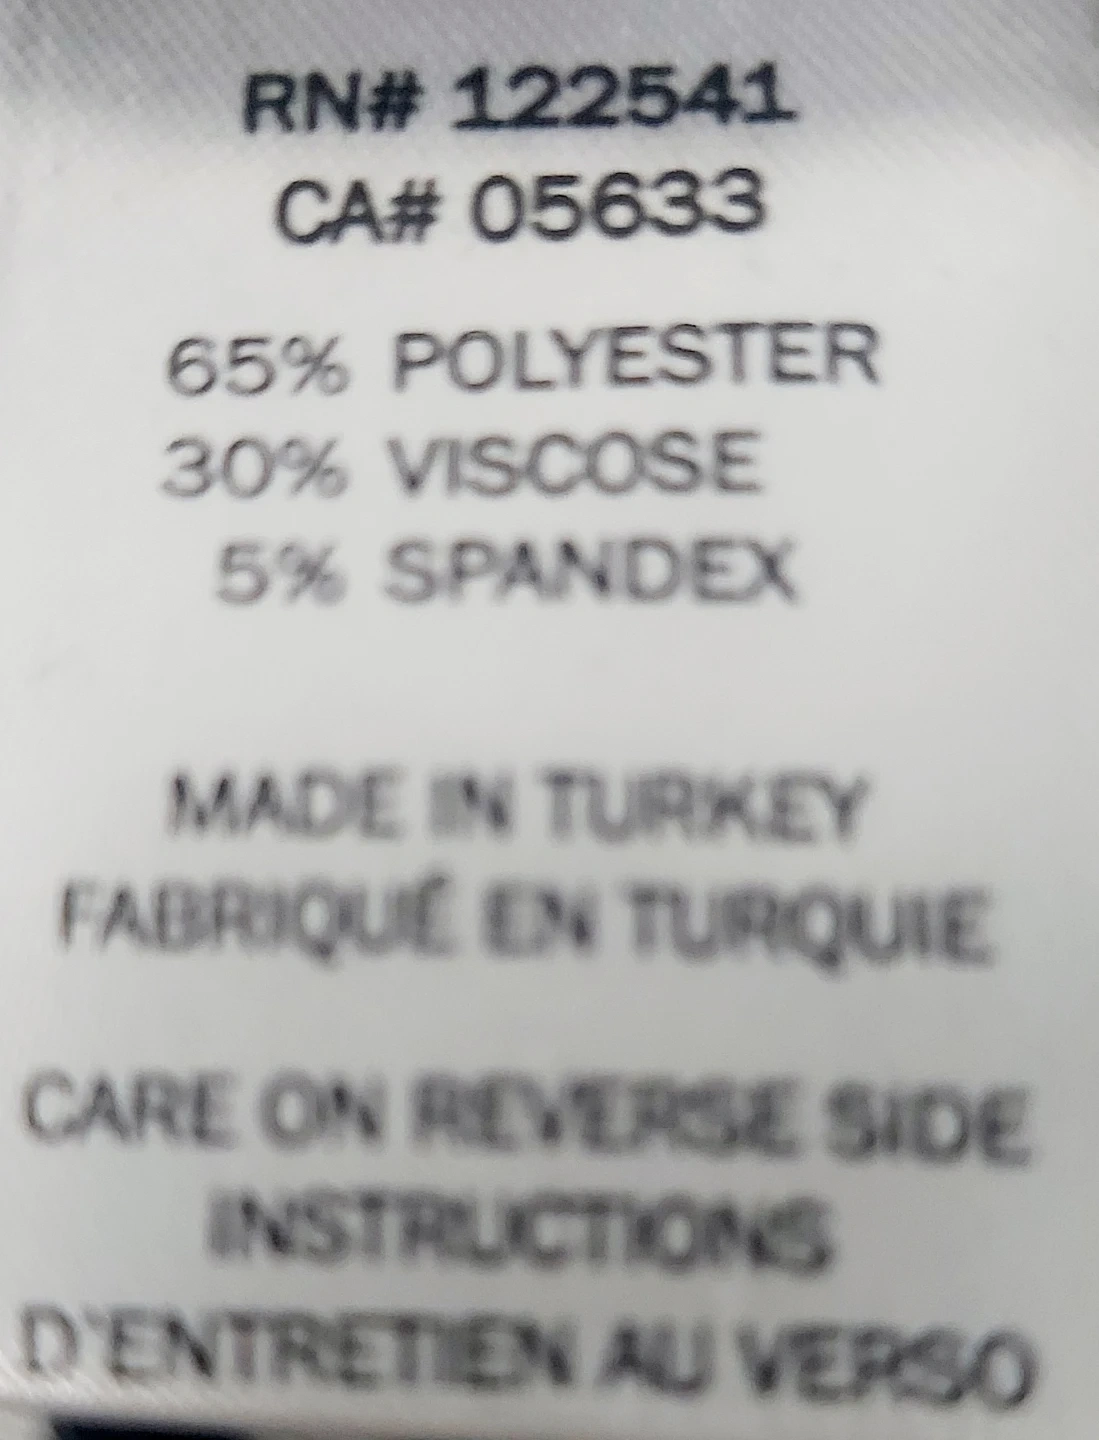 RN# 122541
CA# 05633
65% POLYESTER
30% VISCOSE
5% SPANDEX
MADE IN TURKEY
FABRIQUÉ EN TURQUIE
CARE ON REVERSE SIDE
INSTRUCTIONS
D'ENTRETIEN AU VERSO